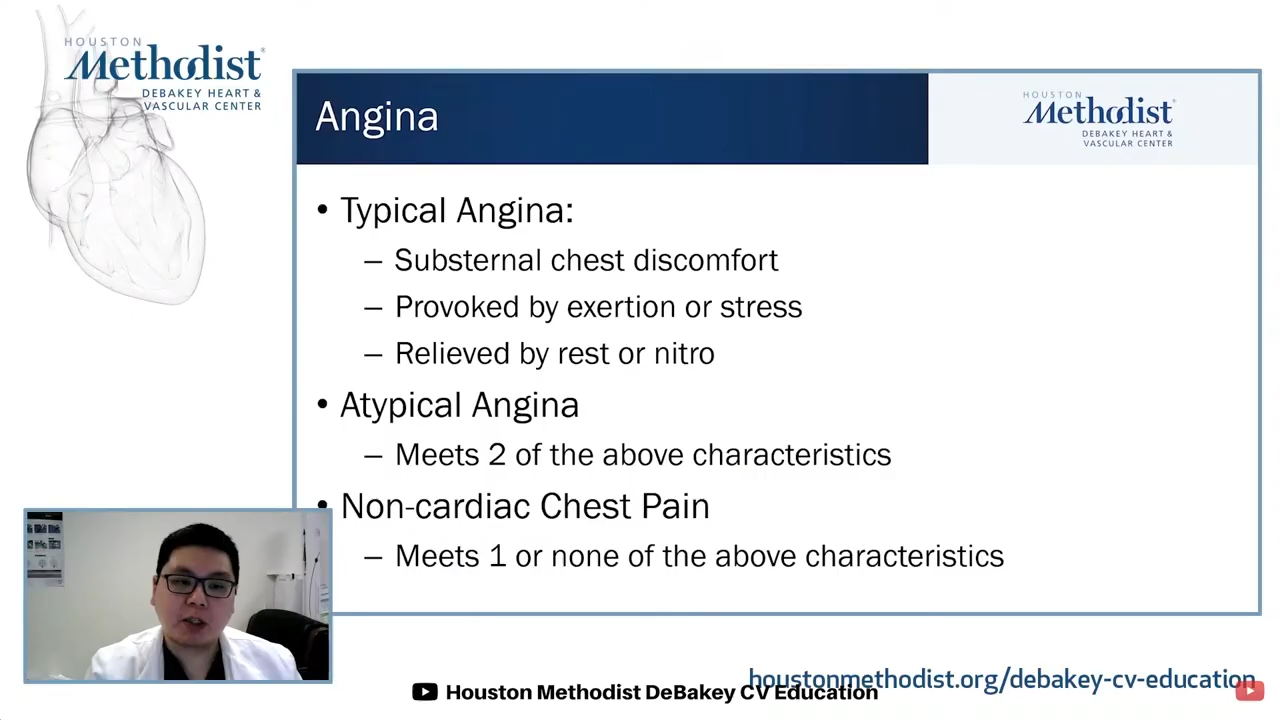 HOUSTON
Methodist
DEBAKEY HEART &
VASCULAR CENTER
Angina
HOUSTON
Methodist
DEBAKEY HEART &
VASCULAR CENTER
• Typical Angina:
– Substernal chest discomfort
– Provoked by exertion or stress
– Relieved by rest or nitro
• Atypical Angina
– Meets 2 of the above characteristics
• Non-cardiac Chest Pain
– Meets 1 or none of the above characteristics
houstonmethodist.org/debakey-cv-education
Houston Methodist DeBakey CV Education